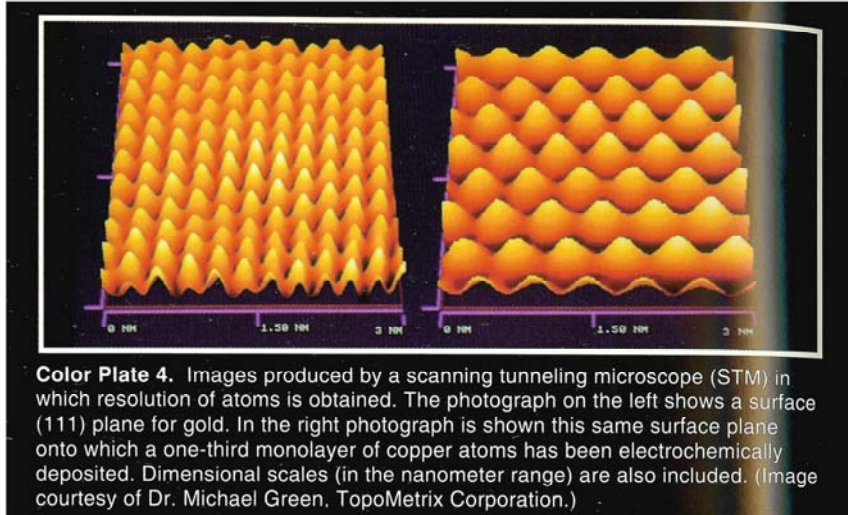 0 NM 1.50 NM 3 NM 0 NM 1.50 NM 3 NM
Color Plate 4. Images produced by a scanning tunneling microscope (STM) in
which resolution of atoms is obtained. The photograph on the left shows a surface
(111) plane for gold. In the right photograph is shown this same surface plane
onto which a one-third monolayer of copper atoms has been electrochemically
deposited. Dimensional scales (in the nanometer range) are also included. (Image
courtesy of Dr. Michael Green, TopoMetrix Corporation.)